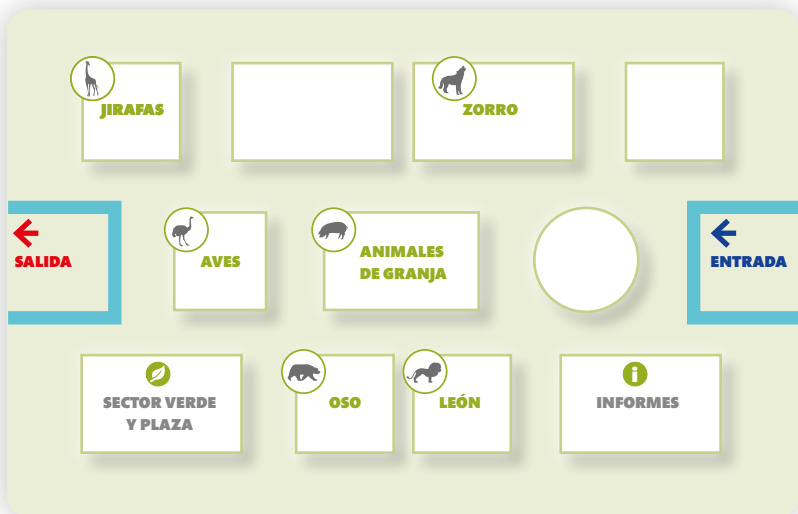 JIRAFAS
ZORRO
SALIDA
AVES
ANIMALES
DE GRANJA
ENTRADA
SECTOR VERDE
Y PLAZA
OSO
LEÓN
i
INFORMES